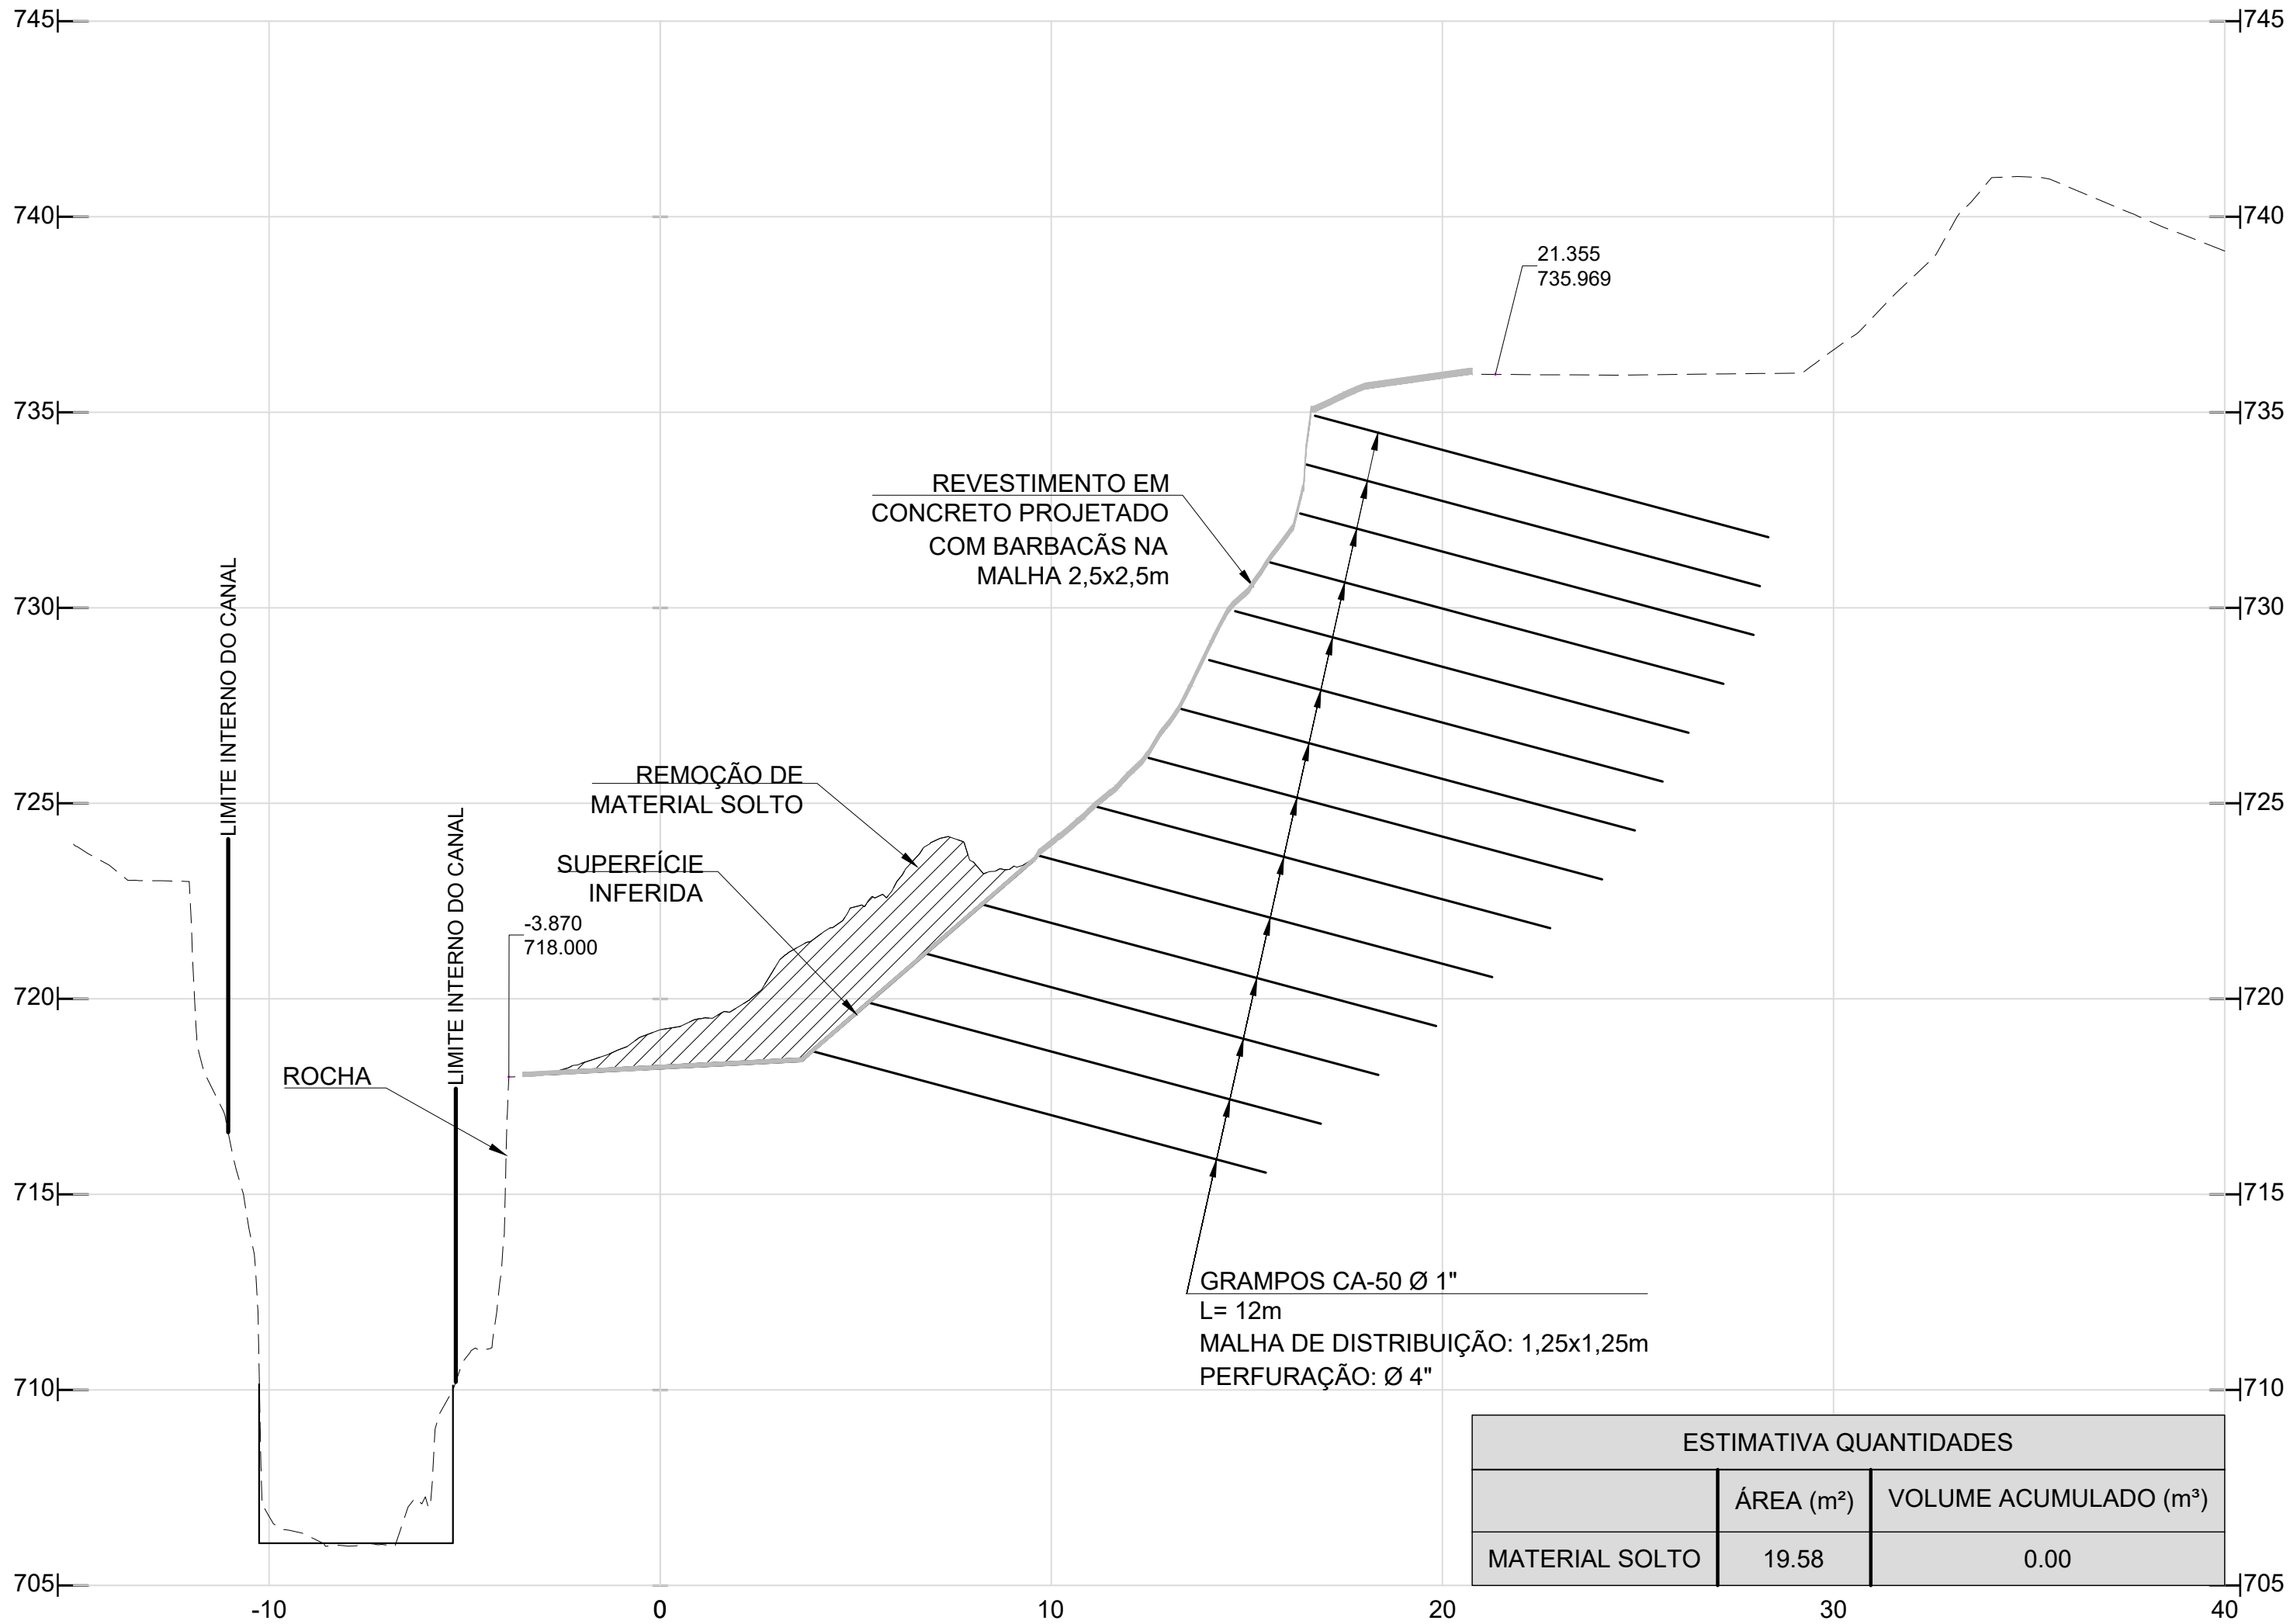 745
745
740
740
21.355
735.969
735
735
REVESTIMENTO EM
CONCRETO PROJETADO
COM BARBACÃS NA
MALHA 2,5x2,5m
730
730
LIMITE INTERNO DO CANAL
REMOÇÃO DE
MATERIAL SOLTO
725
725
LIMITE INTERNO DO CANAL
SUPERFÍCIE
INFERIDA
-3.870
718.000
720
720
ROCHA
715
715
GRAMPOS CA-50 Ø 1"
L= 12m
MALHA DE DISTRIBUIÇÃO: 1,25x1,25m
PERFURAÇÃO: Ø 4"
710
710
ESTIMATIVA QUANTIDADES
ÁREA (m²) VOLUME ACUMULADO (m³)
MATERIAL SOLTO 19.58 0.00
705
705
-10 0 10 20 30 40